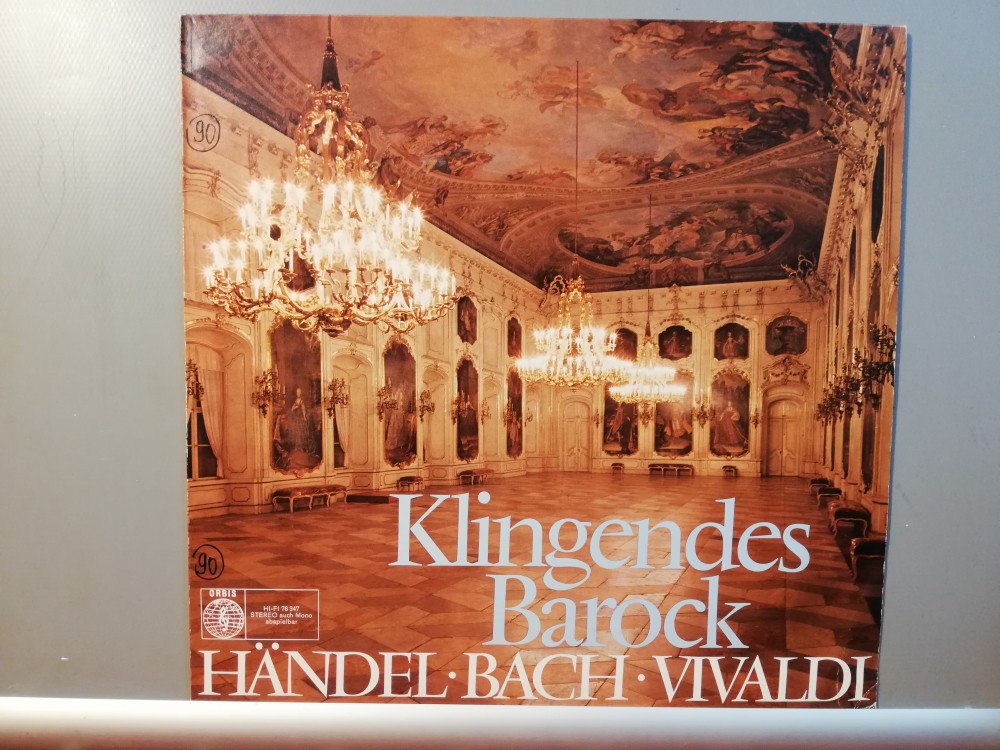 90
Klingendes
Barock
90
ORBIS
HI-FI 76 347
STEREO auch Mono
abspielbar
HÄNDEL · BACH · VIVALDI